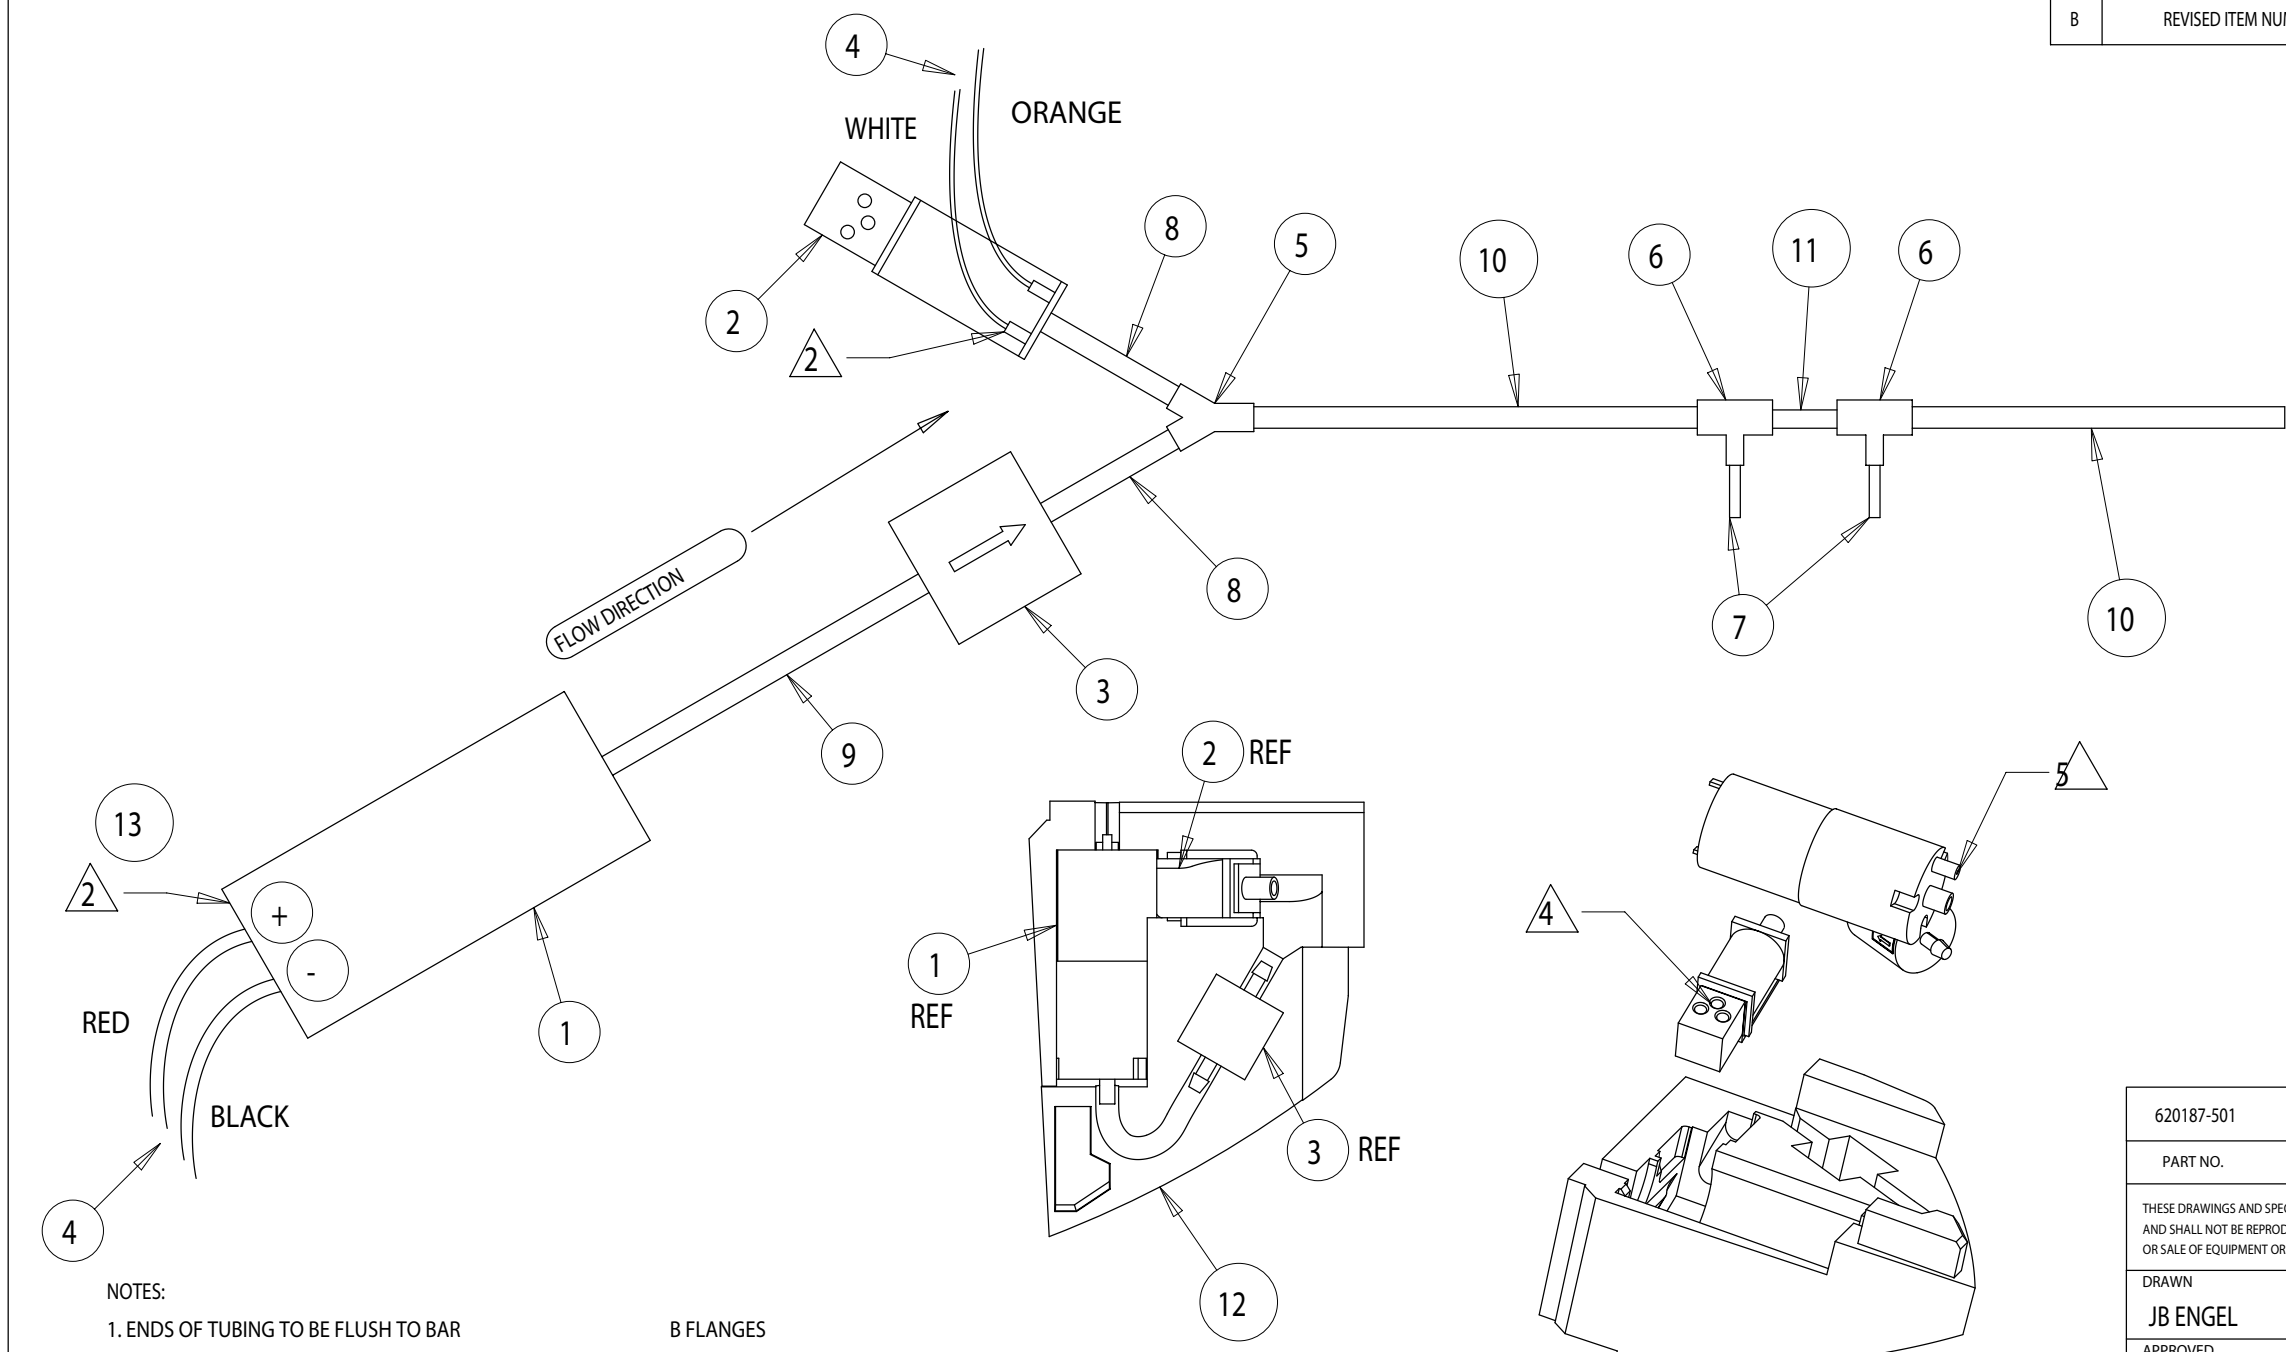 B
REVISED ITEM NUM
4
ORANGE
WHITE
8
5
10
6
11
6
2
2
8
7
10
FLOW DIRECTION
3
9
2 REF
5
13
2
+
-
4
1
REF
RED
1
BLACK
3 REF
4
12
620187-501
PART NO.
THESE DRAWINGS AND SPEC
AND SHALL NOT BE REPROD
OR SALE OF EQUIPMENT OR
DRAWN
JB ENGEL
APPROVED
NOTES:
1. ENDS OF TUBING TO BE FLUSH TO BAR B FLANGES